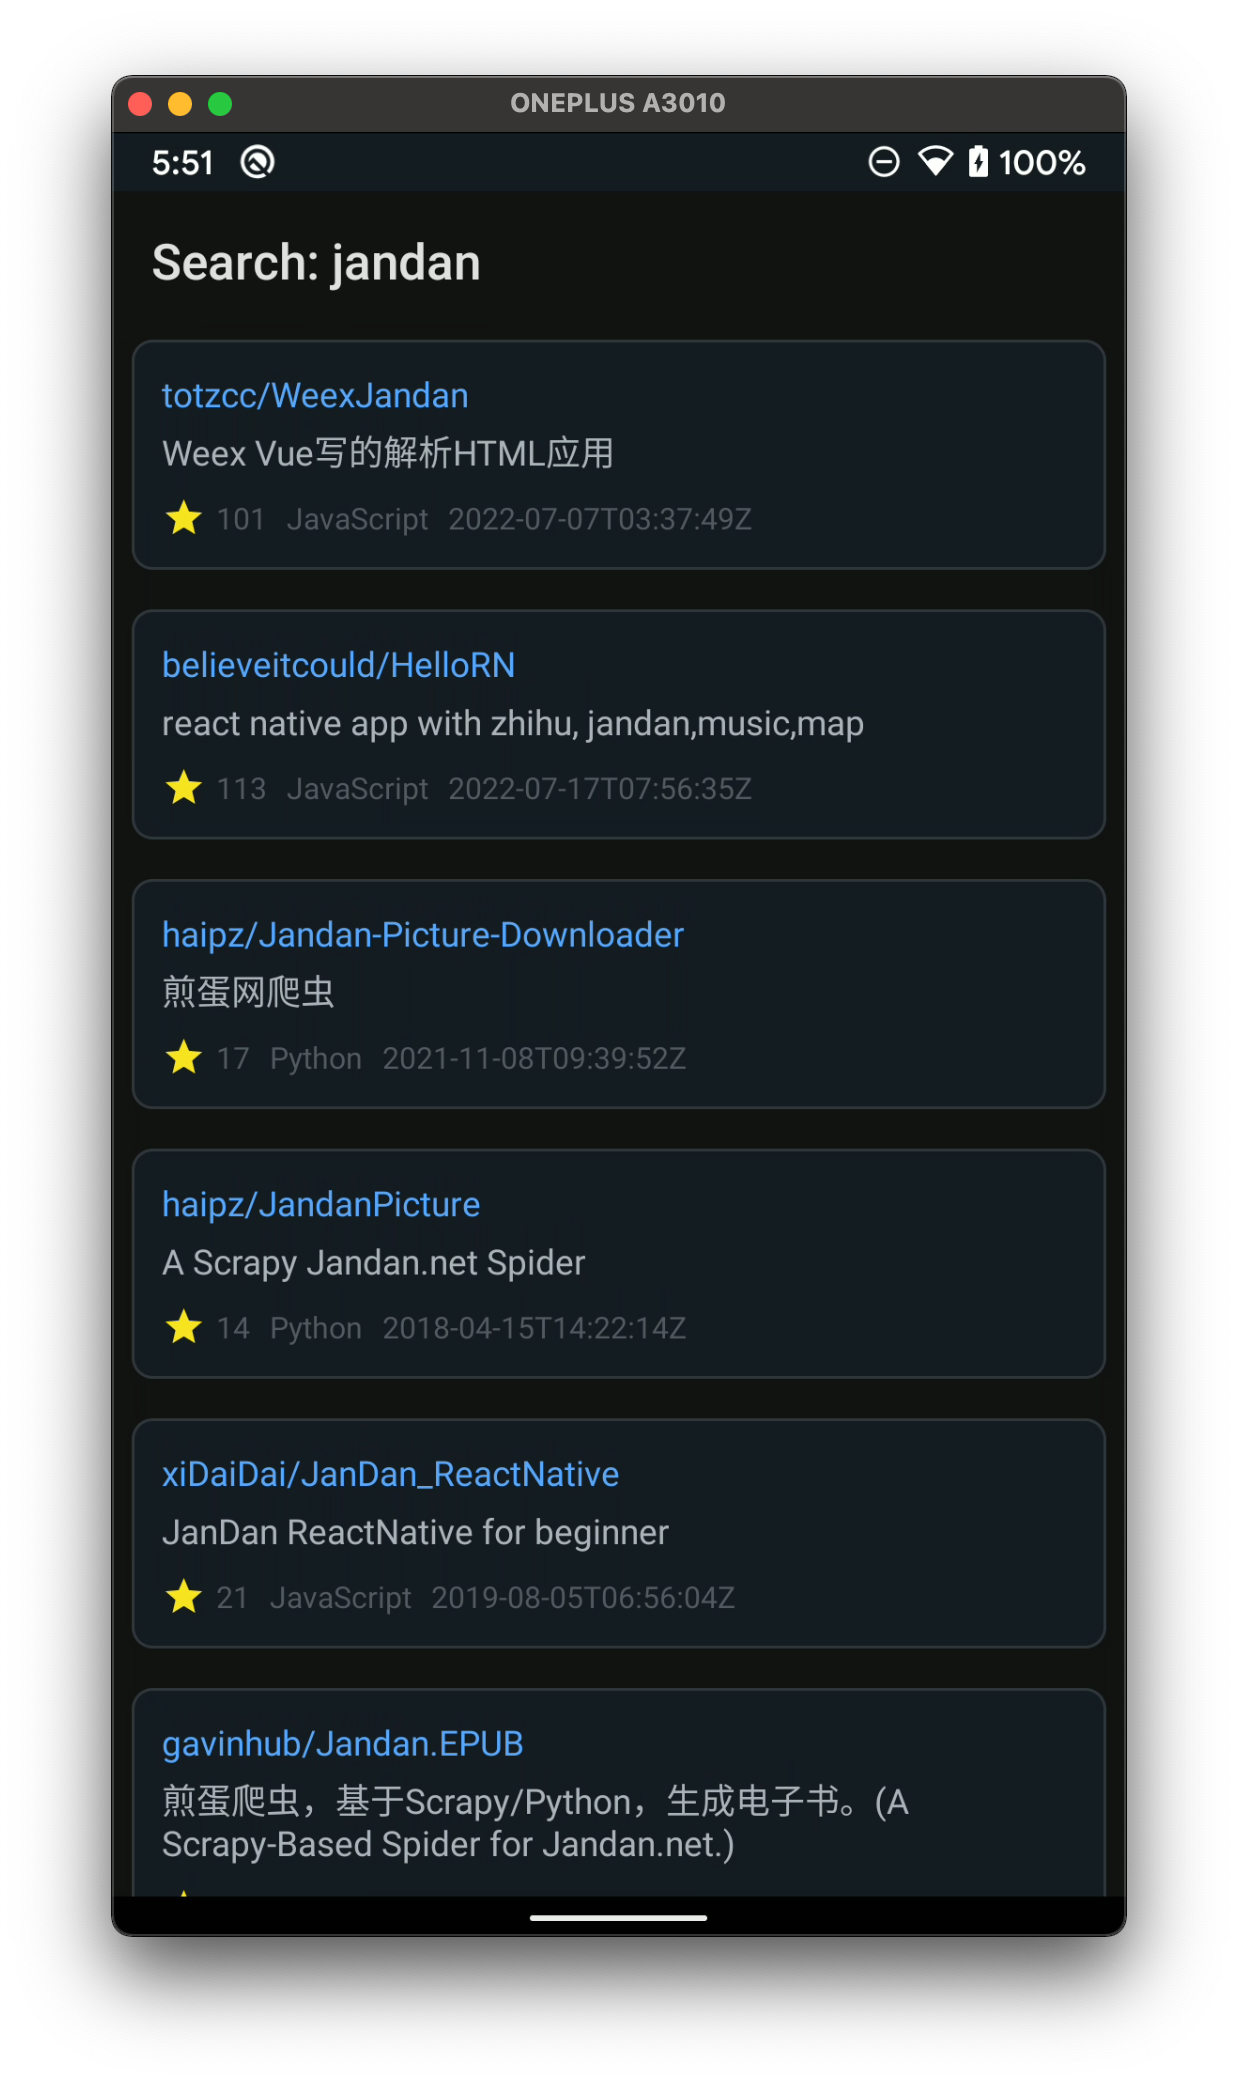 ONEPLUS A3010
5:51 100%
Search: jandan
totzcc/WeexJandan
Weex Vue写的解析HTML应用
101 JavaScript 2022-07-07T03:37:49Z
believeitcould/HelloRN
react native app with zhihu, jandan,music,map
113 JavaScript 2022-07-17T07:56:35Z
haipz/Jandan-Picture-Downloader
煎蛋网爬虫
17 Python 2021-11-08T09:39:52Z
haipz/JandanPicture
A Scrapy Jandan.net Spider
14 Python 2018-04-15T14:22:14Z
xiDaiDai/JanDan_ReactNative
JanDan ReactNative for beginner
21 JavaScript 2019-08-05T06:56:04Z
gavinhub/Jandan.EPUB
煎蛋爬虫，基于Scrapy/Python，生成电子书。(A
Scrapy-Based Spider for Jandan.net.)